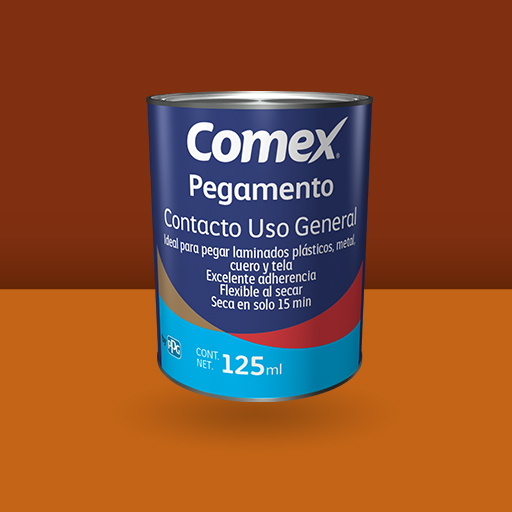 Comex®
Pegamento
Contacto Uso General
Ideal para pegar laminados plásticos, metal,
cuero y tela
Excelente adherencia
Flexible al secar
Seca en solo 15 min
by PPG
CONT.
NET. 125ml